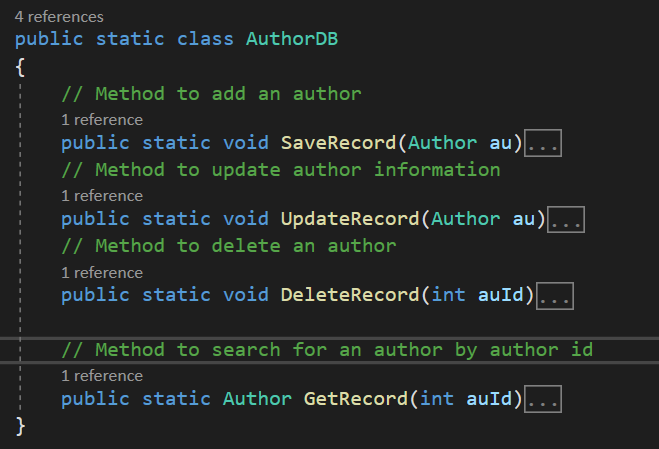 4 references
public static class AuthorDB
{
// Method to add an author
1 reference
public static void SaveRecord(Author au)...
// Method to update author information
1 reference
public static void UpdateRecord(Author au)...
// Method to delete an author
1 reference
public static void DeleteRecord(int auId)...
// Method to search for an author by author id
1 reference
public static Author GetRecord(int auId)...
}